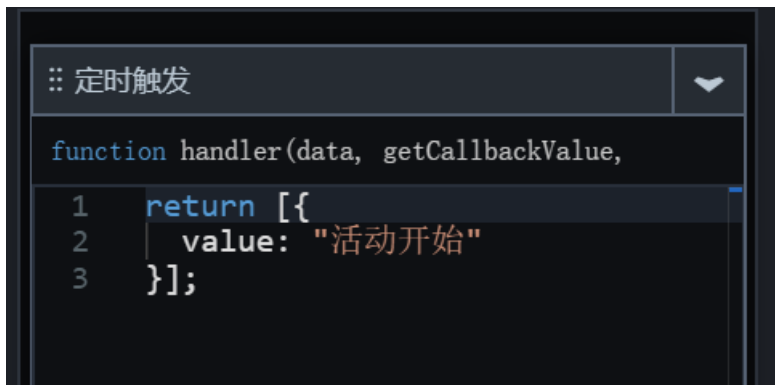 定时触发
function handler(data, getCallbackValue,
1 return [{
2 value: "活动开始"
3 }];